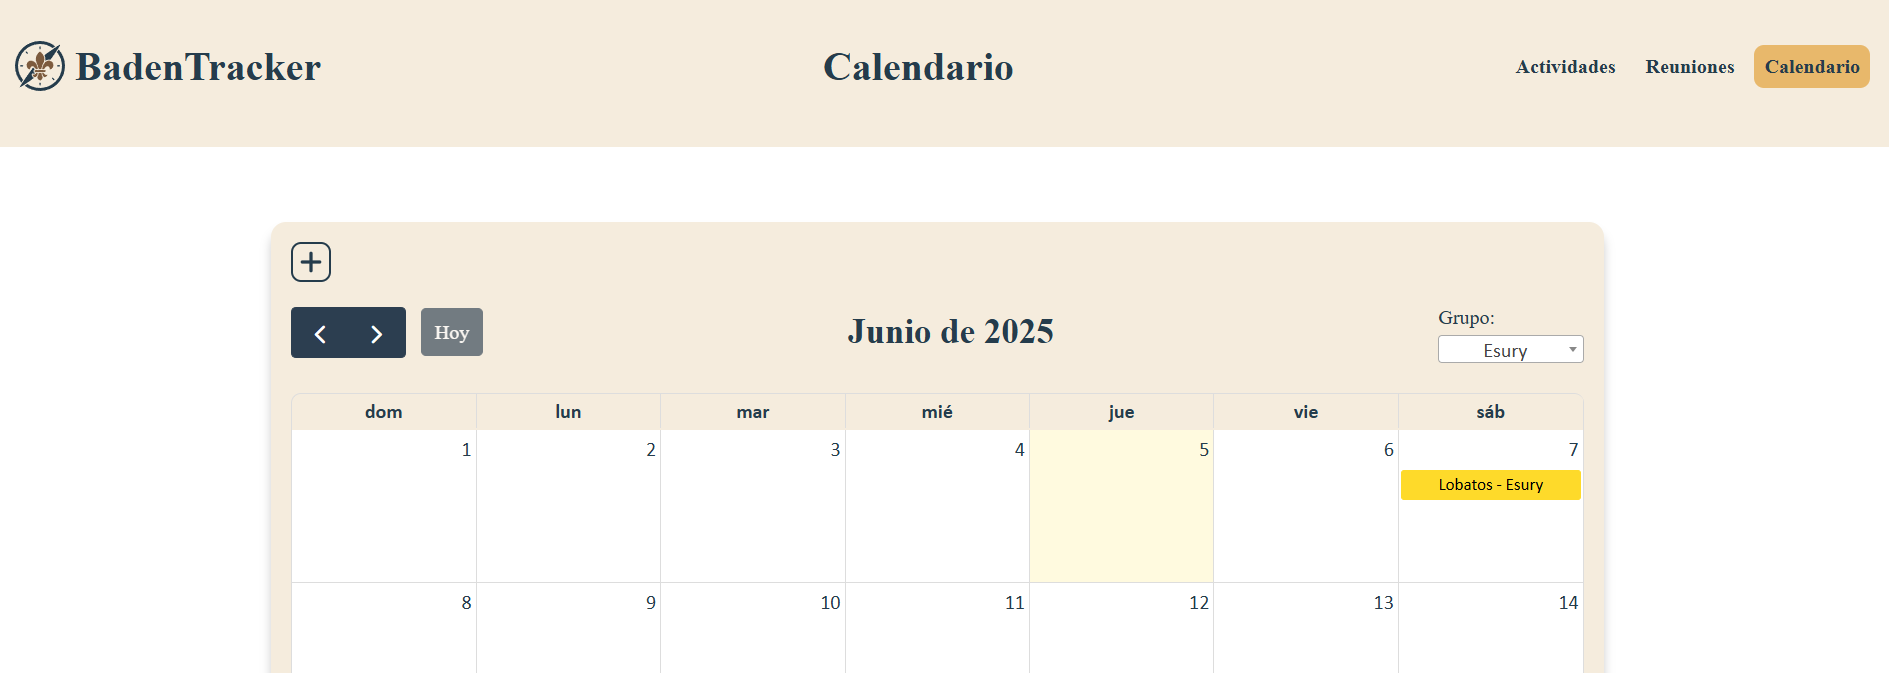 BadenTracker
Calendario
Actividades Reuniones Calendario
Hoy
Junio de 2025
Grupo:
Esury
dom lun mar mié jue vie sáb
1 2 3 4 5 6 7
Lobatos - Esury
8 9 10 11 12 13 14